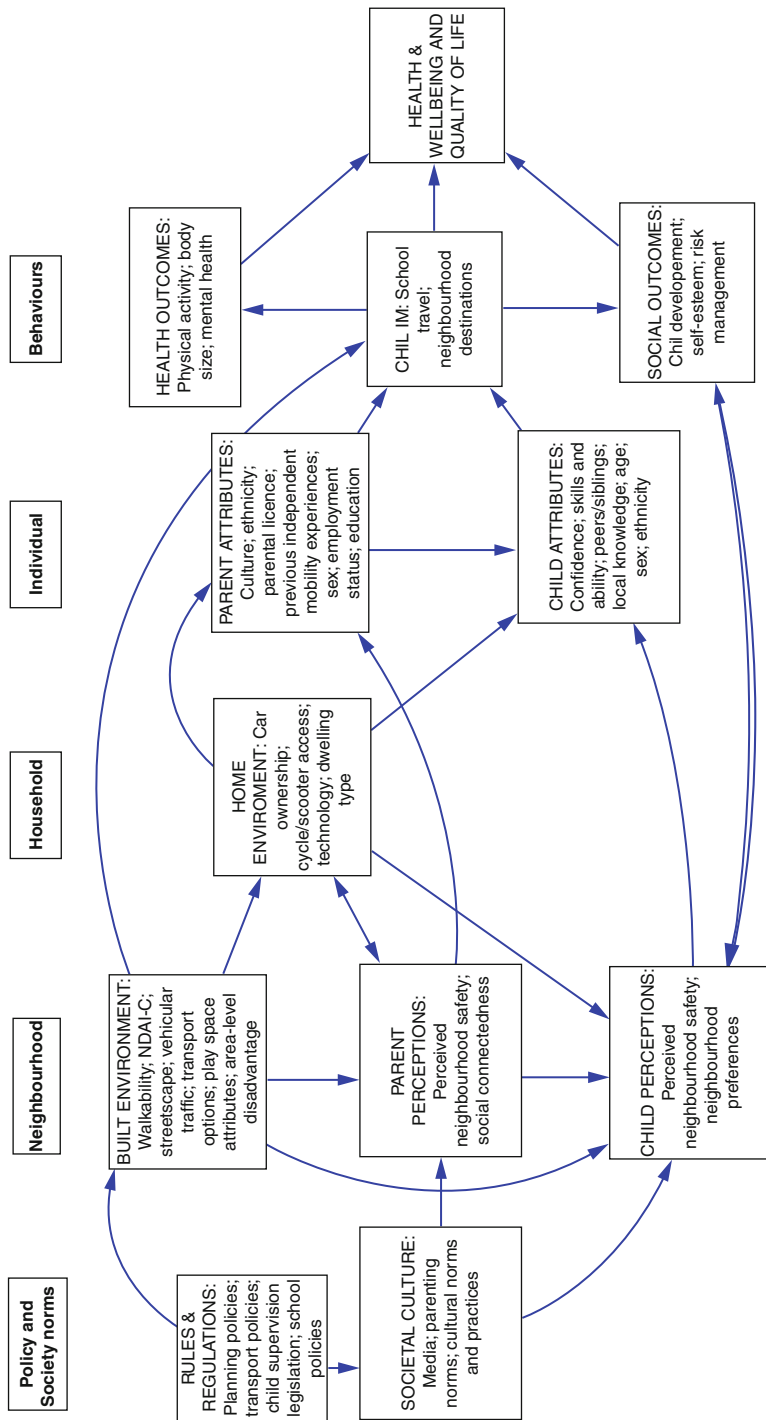 Policy and
Society norms
Neighbourhood
Household
Individual
Behaviours
RULES &
REGULATIONS:
Planning policies;
transport policies;
child supervision
legislation; school
policies
SOCIETAL CULTURE:
Media; parenting
norms; cultural norms
and practices
BUILT ENVIRONMENT:
Walkability; NDAI-C;
streetscape; vehicular
traffic; transport
options; play space
attributes; area-level
disadvantage
PARENT
PERCEPTIONS:
Perceived
neighbourhood safety;
social connectedness
CHILD PERCEPTIONS:
Perceived
neighbourhood safety;
neighbourhood
preferences
HOME
ENVIROMENT: Car
ownership;
cycle/scooter access;
technology; dwelling
type
PARENT ATTRIBUTES:
Culture; ethnicity;
parental licence;
previous independent
mobility experiences;
sex; employment
status; education
CHILD ATTRIBUTES:
Confidence; skills and
ability; peers/siblings;
local knowledge; age;
sex; ethnicity
HEALTH OUTCOMES:
Physical activity; body
size; mental health
CHIL IM: School
travel;
neighbourhood
destinations
SOCIAL OUTCOMES:
Chil developement;
self-esteem; risk
management
HEALTH &
WELLBEING AND
QUALITY OF LIFE